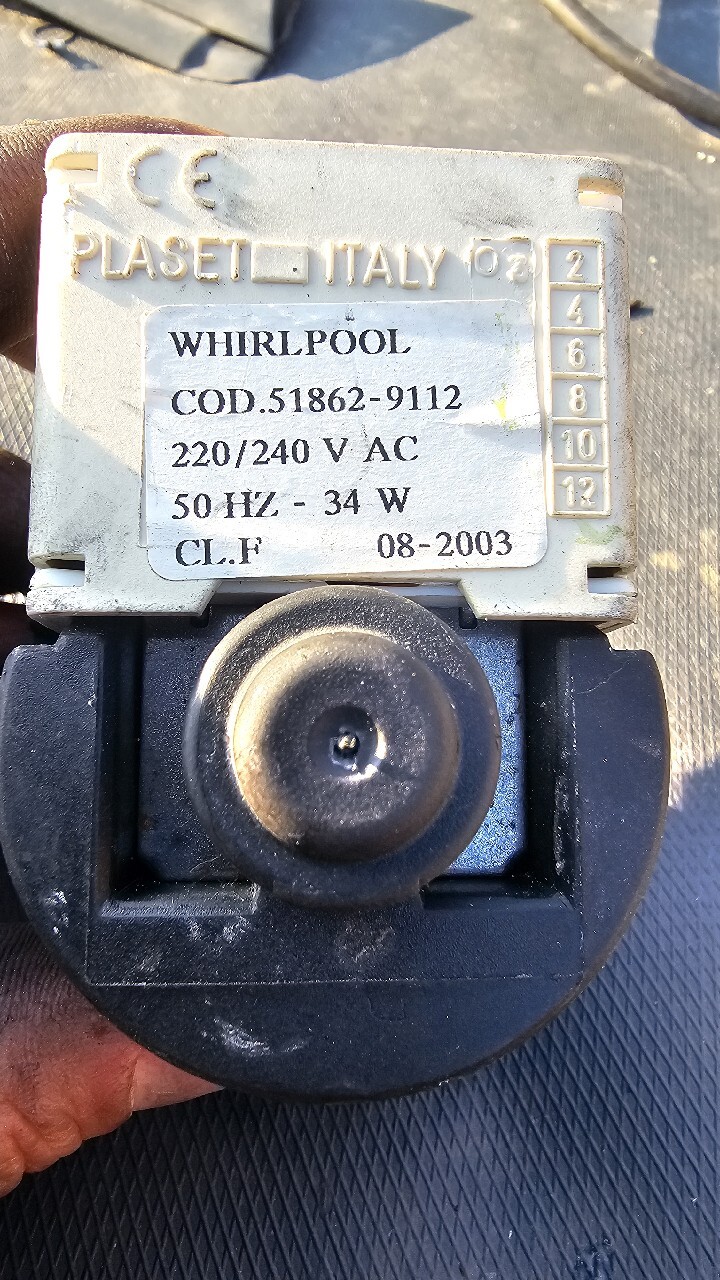 CE
PLASET ITALY 02
2
4
6
8
10
12
WHIRLPOOL
COD.51862-9112
220/240 V AC
50 HZ - 34 W
CL.F 08-2003